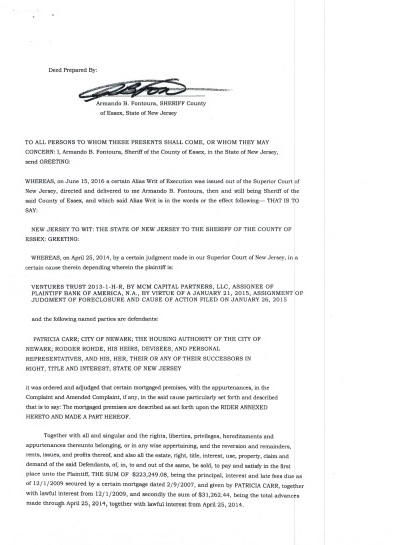 Deed Prepared By:
Armando B. Fontoura, SHERIFF County
of Essex, State of New Jersey
TO ALL PERSONS TO WHOM THESE PRESENTS SHALL COME, OR WHOM THEY MAY
CONCERN: I, Armando B. Fontoura, Sheriff of the County of Essex, in the State of New Jersey,
send GREETING:
WHEREAS, on June 15, 2016 a certain Alias Writ of Execution was issued out of the Superior Court of
New Jersey, directed and delivered to me Armando B. Fontoura, then and still being Sheriff of the
said County of Essex, and which said Alias Writ is in the words or the effect following— THAT IS TO
SAY:
NEW JERSEY TO WIT: THE STATE OF NEW JERSEY TO THE SHERIFF OF THE COUNTY OF
ESSEX: GREETING:
WHEREAS, on April 25, 2014, by a certain judgment made in our Superior Court of New Jersey, in a
certain cause therein depending wherein the plaintiff is:
VENTURES TRUST 2013-1-H-R, BY MCM CAPITAL PARTNERS, LLC, ASSIGNEE OF
PLAINTIFF BANK OF AMERICA, N.A., BY VIRTUE OF A JANUARY 21, 2015, ASSIGNMENT OF
JUDGMENT OF FORECLOSURE AND CAUSE OF ACTION FILED ON JANUARY 26, 2015
and the following named parties are defendants:
PATRICIA CARR; CITY OF NEWARK; THE HOUSING AUTHORITY OF THE CITY OF
NEWARK; RODGER ROHDE, HIS HEIRS, DEVISEES, AND PERSONAL
REPRESENTATIVES, AND HIS, HER, THEIR OR ANY OF THEIR SUCCESSORS IN
RIGHT, TITLE AND INTEREST; STATE OF NEW JERSEY
it was ordered and adjudged that certain mortgaged premises, with the appurtenances, in the
Complaint and Amended Complaint, if any, in the said cause particularly set forth and described
that is to say: The mortgaged premises are described as set forth upon the RIDER ANNEXED
HERETO AND MADE A PART HEREOF.
Together with all and singular and the rights, liberties, privileges, hereditaments and
appurtenances thereunto belonging, or in any wise appertaining, and the reversion and remainders,
rents, issues, and profits thereof, and also all the estate, right, title, interest, use, property, claim and
demand of the said Defendants, of, in, to and out of the same, be sold, to pay and satisfy in the first
place unto the Plaintiff, THE SUM OF $223,249.08, being the principal, interest and late fees due as
of 12/1/2009 secured by a certain mortgage dated 2/9/2007, and given by PATRICIA CARR, together
with lawful interest from 12/1/2009, and secondly the sum of $31,262.44, being the total advances
made through April 25, 2014, together with lawful interest from April 25, 2014.